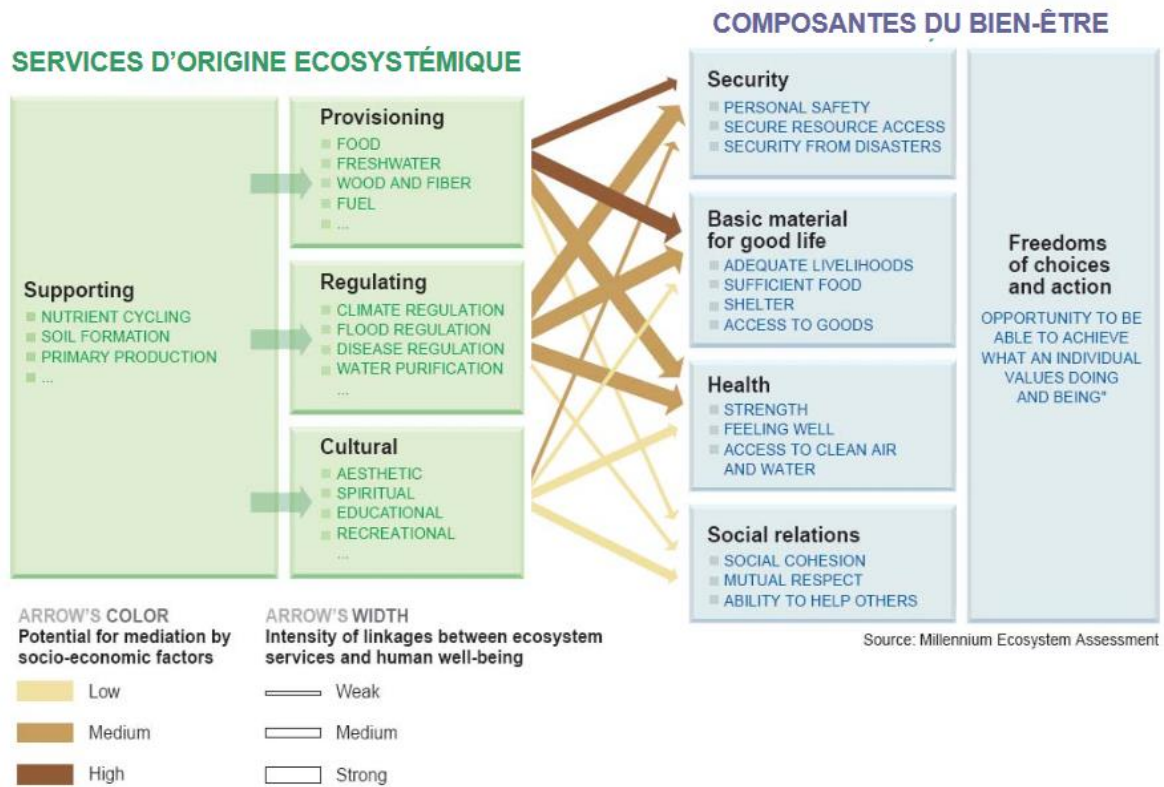 COMPOSANTES DU BIEN-ÊTRE
SERVICES D'ORIGINE ECOSYSTÉMIQUE
Supporting
NUTRIENT CYCLING
SOIL FORMATION
PRIMARY PRODUCTION
...
Provisioning
FOOD
FRESHWATER
WOOD AND FIBER
FUEL
...
Regulating
CLIMATE REGULATION
FLOOD REGULATION
DISEASE REGULATION
WATER PURIFICATION
...
Cultural
AESTHETIC
SPIRITUAL
EDUCATIONAL
RECREATIONAL
...
Security
PERSONAL SAFETY
SECURE RESOURCE ACCESS
SECURITY FROM DISASTERS
Basic material
for good life
ADEQUATE LIVELIHOODS
SUFFICIENT FOOD
SHELTER
ACCESS TO GOODS
Health
STRENGTH
FEELING WELL
ACCESS TO CLEAN AIR
AND WATER
Social relations
SOCIAL COHESION
MUTUAL RESPECT
ABILITY TO HELP OTHERS
Freedoms
of choices
and action
OPPORTUNITY TO BE
ABLE TO ACHIEVE
WHAT AN INDIVIDUAL
VALUES DOING
AND BEING"
Source: Millennium Ecosystem Assessment
ARROW'S COLOR
Potential for mediation by
socio-economic factors
Low
Medium
High
ARROW'S WIDTH
Intensity of linkages between ecosystem
services and human well-being
Weak
Medium
Strong